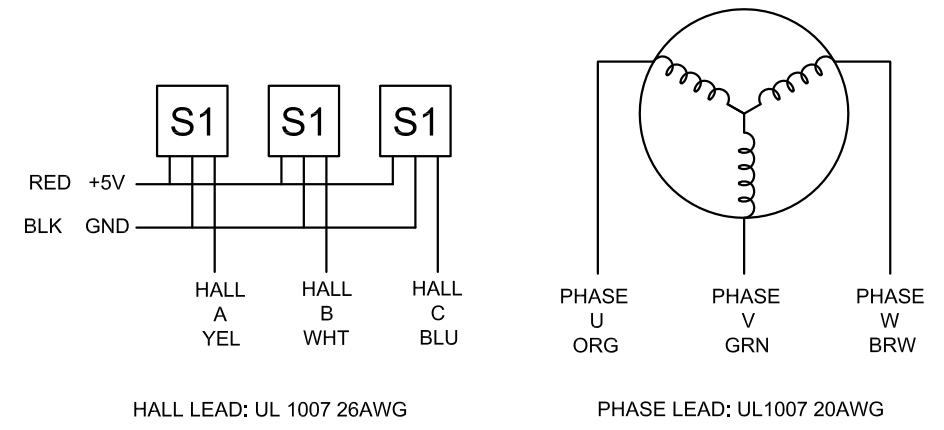 S1 S1 S1
RED +5V
BLK GND
HALL A YEL
HALL B WHT
HALL C BLU
PHASE U ORG
PHASE V GRN
PHASE W BRW
HALL LEAD: UL 1007 26AWG
PHASE LEAD: UL1007 20AWG